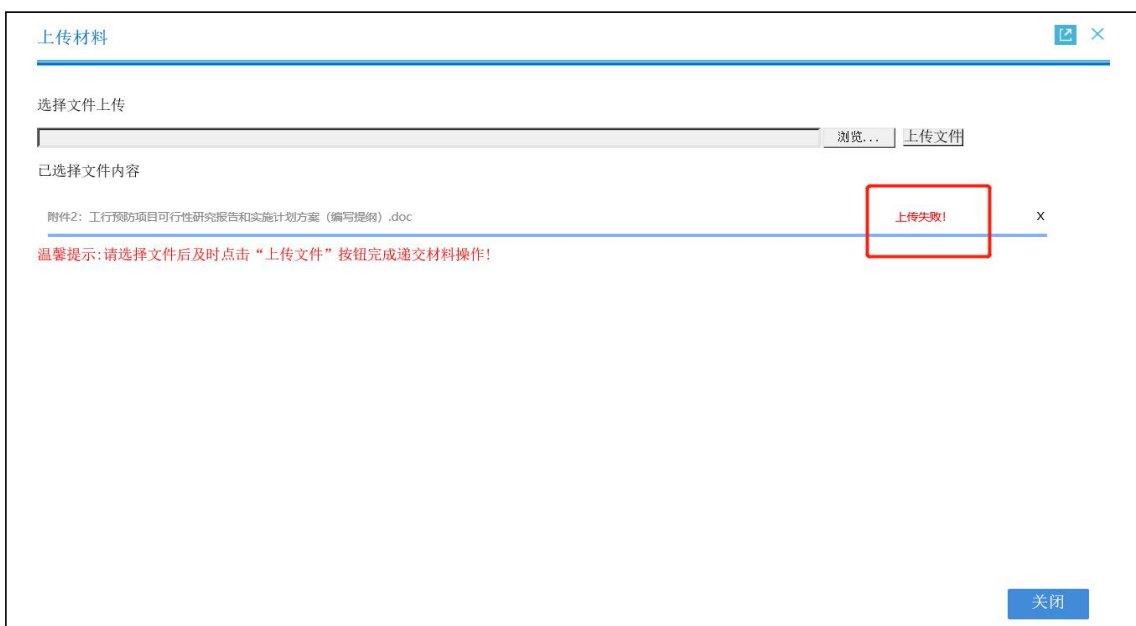 上传材料
选择文件上传
浏览... 上传文件
已选择文件内容
附件2：工行预防项目可行性研究报告和实施计划方案（编写提纲）.doc 上传失败! X
温馨提示:请选择文件后及时点击“上传文件”按钮完成递交材料操作!
关闭